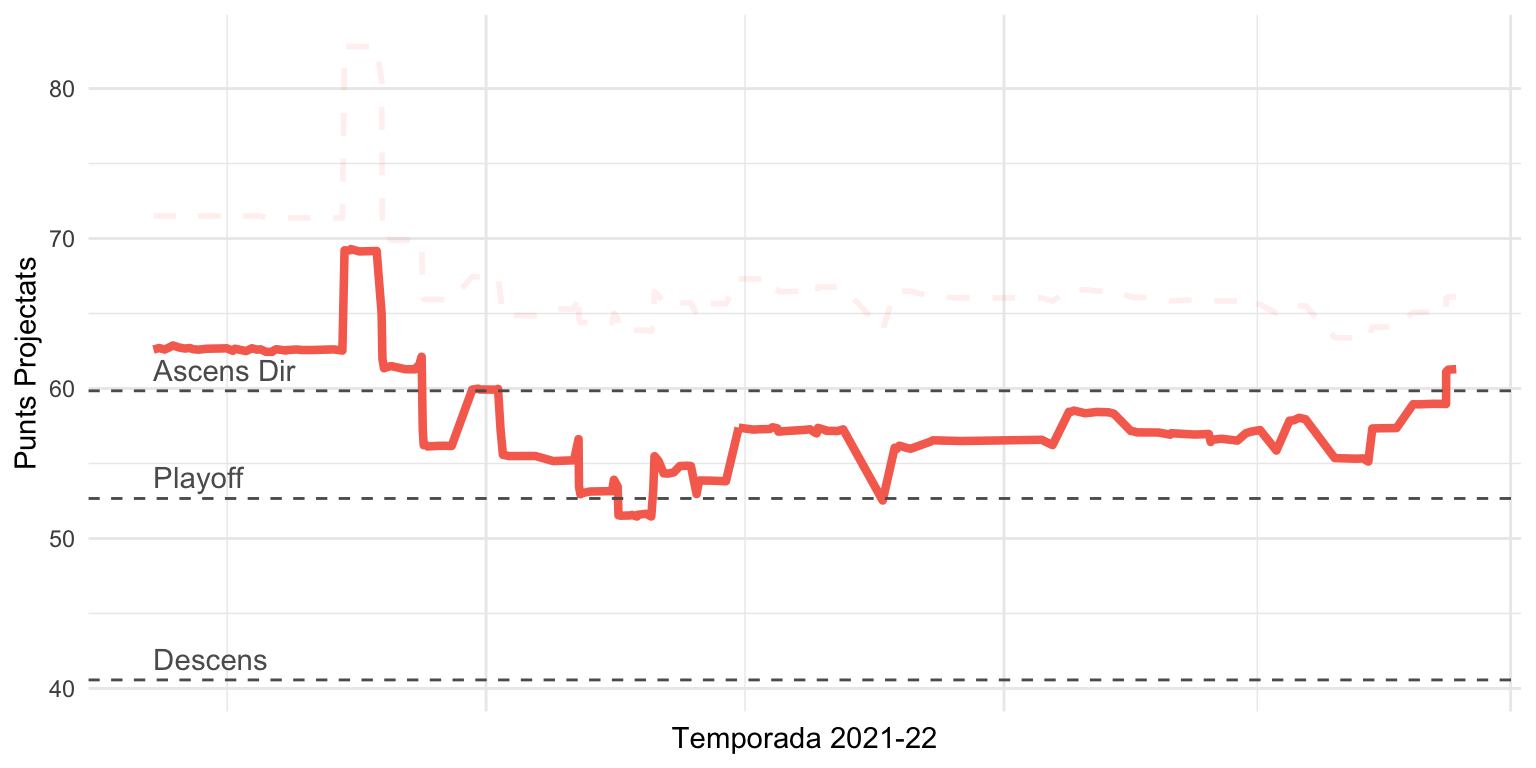 Punts Projectats
80
70
60
50
40
Ascens Dir
Playoff
Descens
Temporada 2021-22